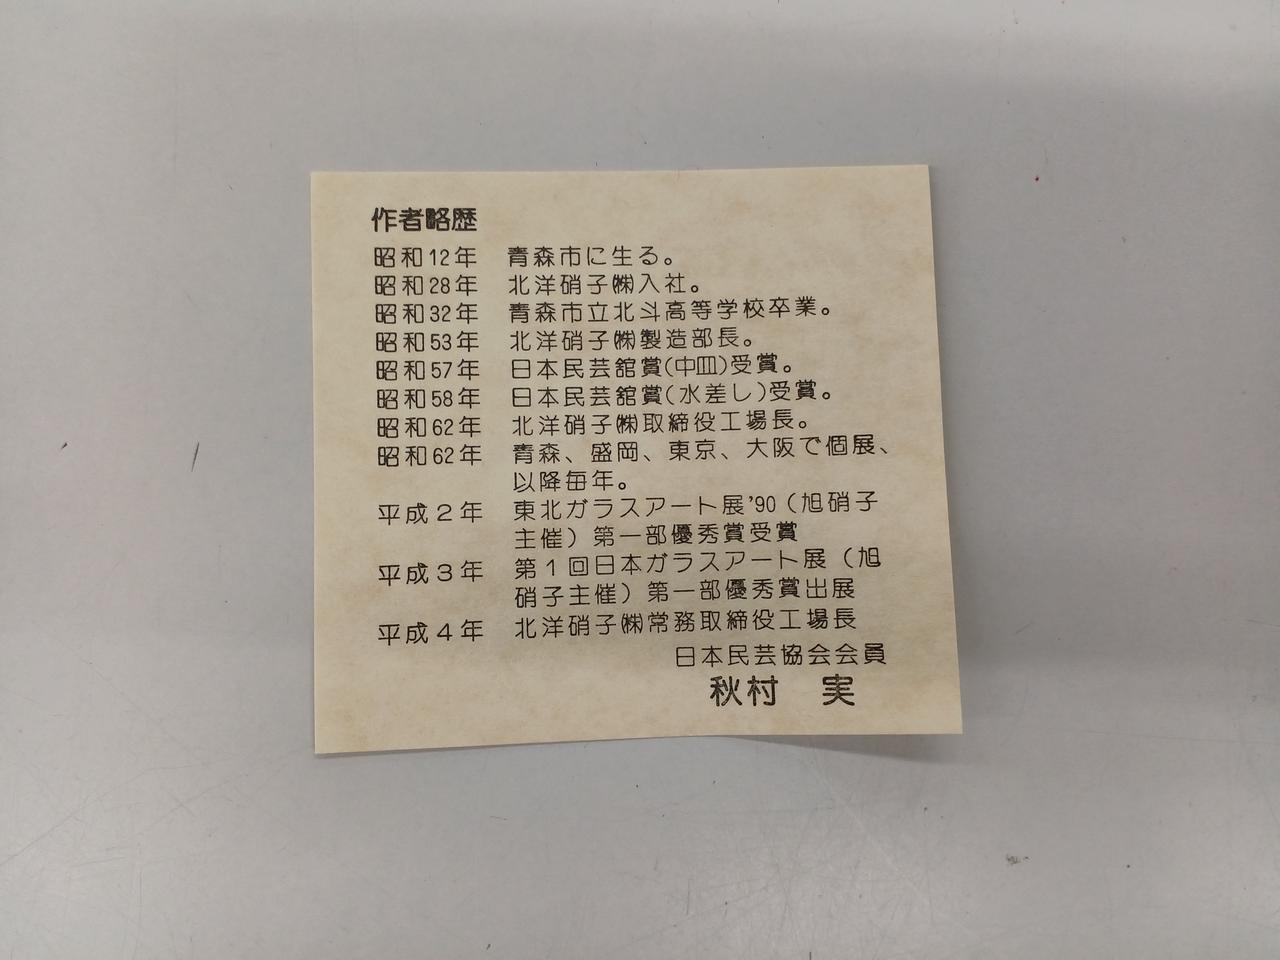 作者略歴
昭和12年 青森市に生る。
昭和28年 北洋硝子㈱入社。
昭和32年 青森市立北斗高等学校卒業。
昭和53年 北洋硝子㈱製造部長。
昭和57年 日本民芸舘賞(中皿)受賞。
昭和58年 日本民芸舘賞(水差し)受賞。
昭和62年 北洋硝子㈱取締役工場長。
昭和62年 青森、盛岡、東京、大阪で個展、
以降毎年。
平成2年 東北ガラスアート展'90(旭硝子
主催)第一部優秀賞受賞
平成3年 第1回日本ガラスアート展(旭
硝子主催)第一部優秀賞出展
平成4年 北洋硝子㈱常務取締役工場長
日本民芸協会会員
秋村 実